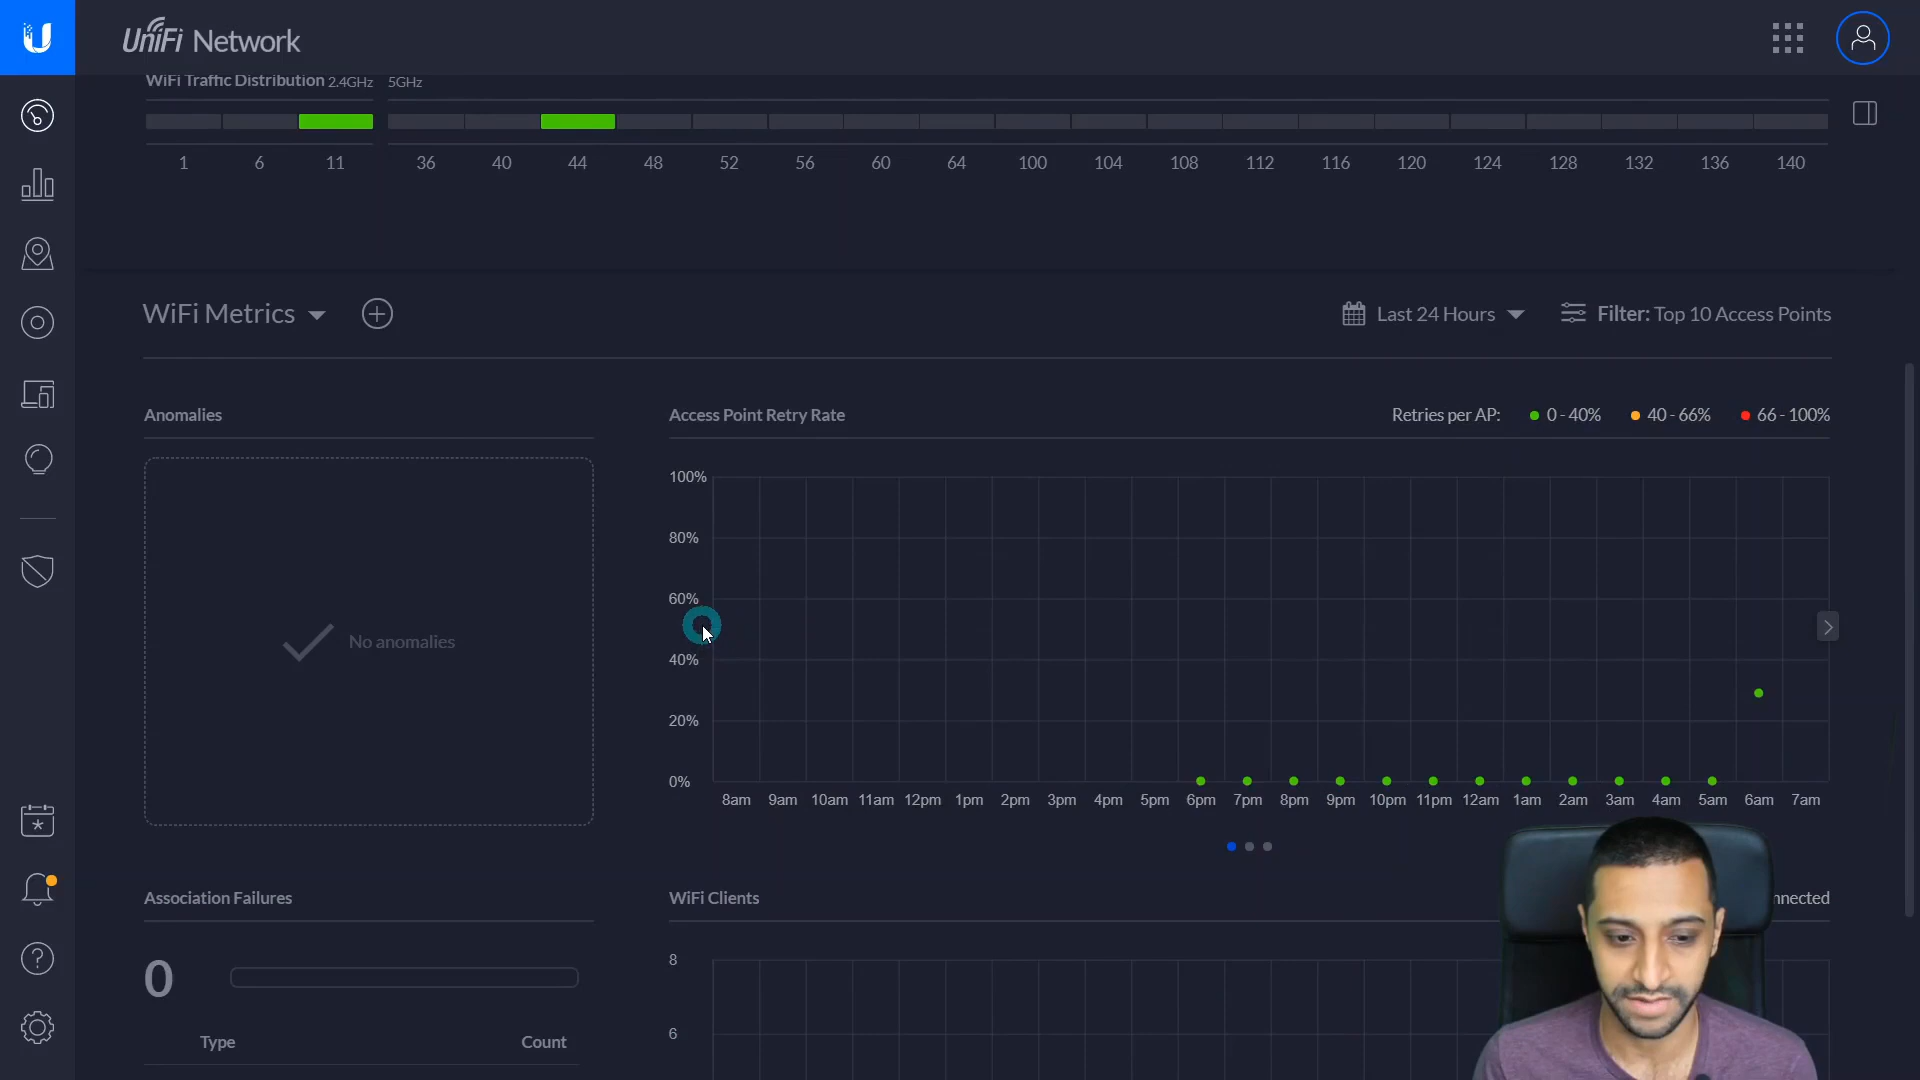 UniFi Network
WiFi Traffic Distribution 2.4GHz 5GHz
1 6 11 36 40 44 48 52 56 60 64 100 104 108 112 116 120 124 128 132 136 140
WiFi Metrics
Last 24 Hours
Filter: Top 10 Access Points
Anomalies
No anomalies
Access Point Retry Rate
Retries per AP: 0 - 40% 40 - 66% 66 - 100%
100%
80%
60%
40%
20%
0%
8am 9am 10am 11am 12pm 1pm 2pm 3pm 4pm 5pm 6pm 7pm 8pm 9pm 10pm 11pm 12am 1am 2am 3am 4am 5am 6am 7am
Association Failures
0
Type Count
WiFi Clients
nnected
8
6